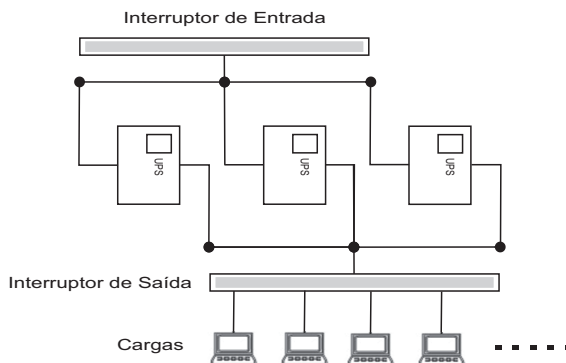 Interruptor de Entrada
UPS
UPS
UPS
Interruptor de Saída
Cargas